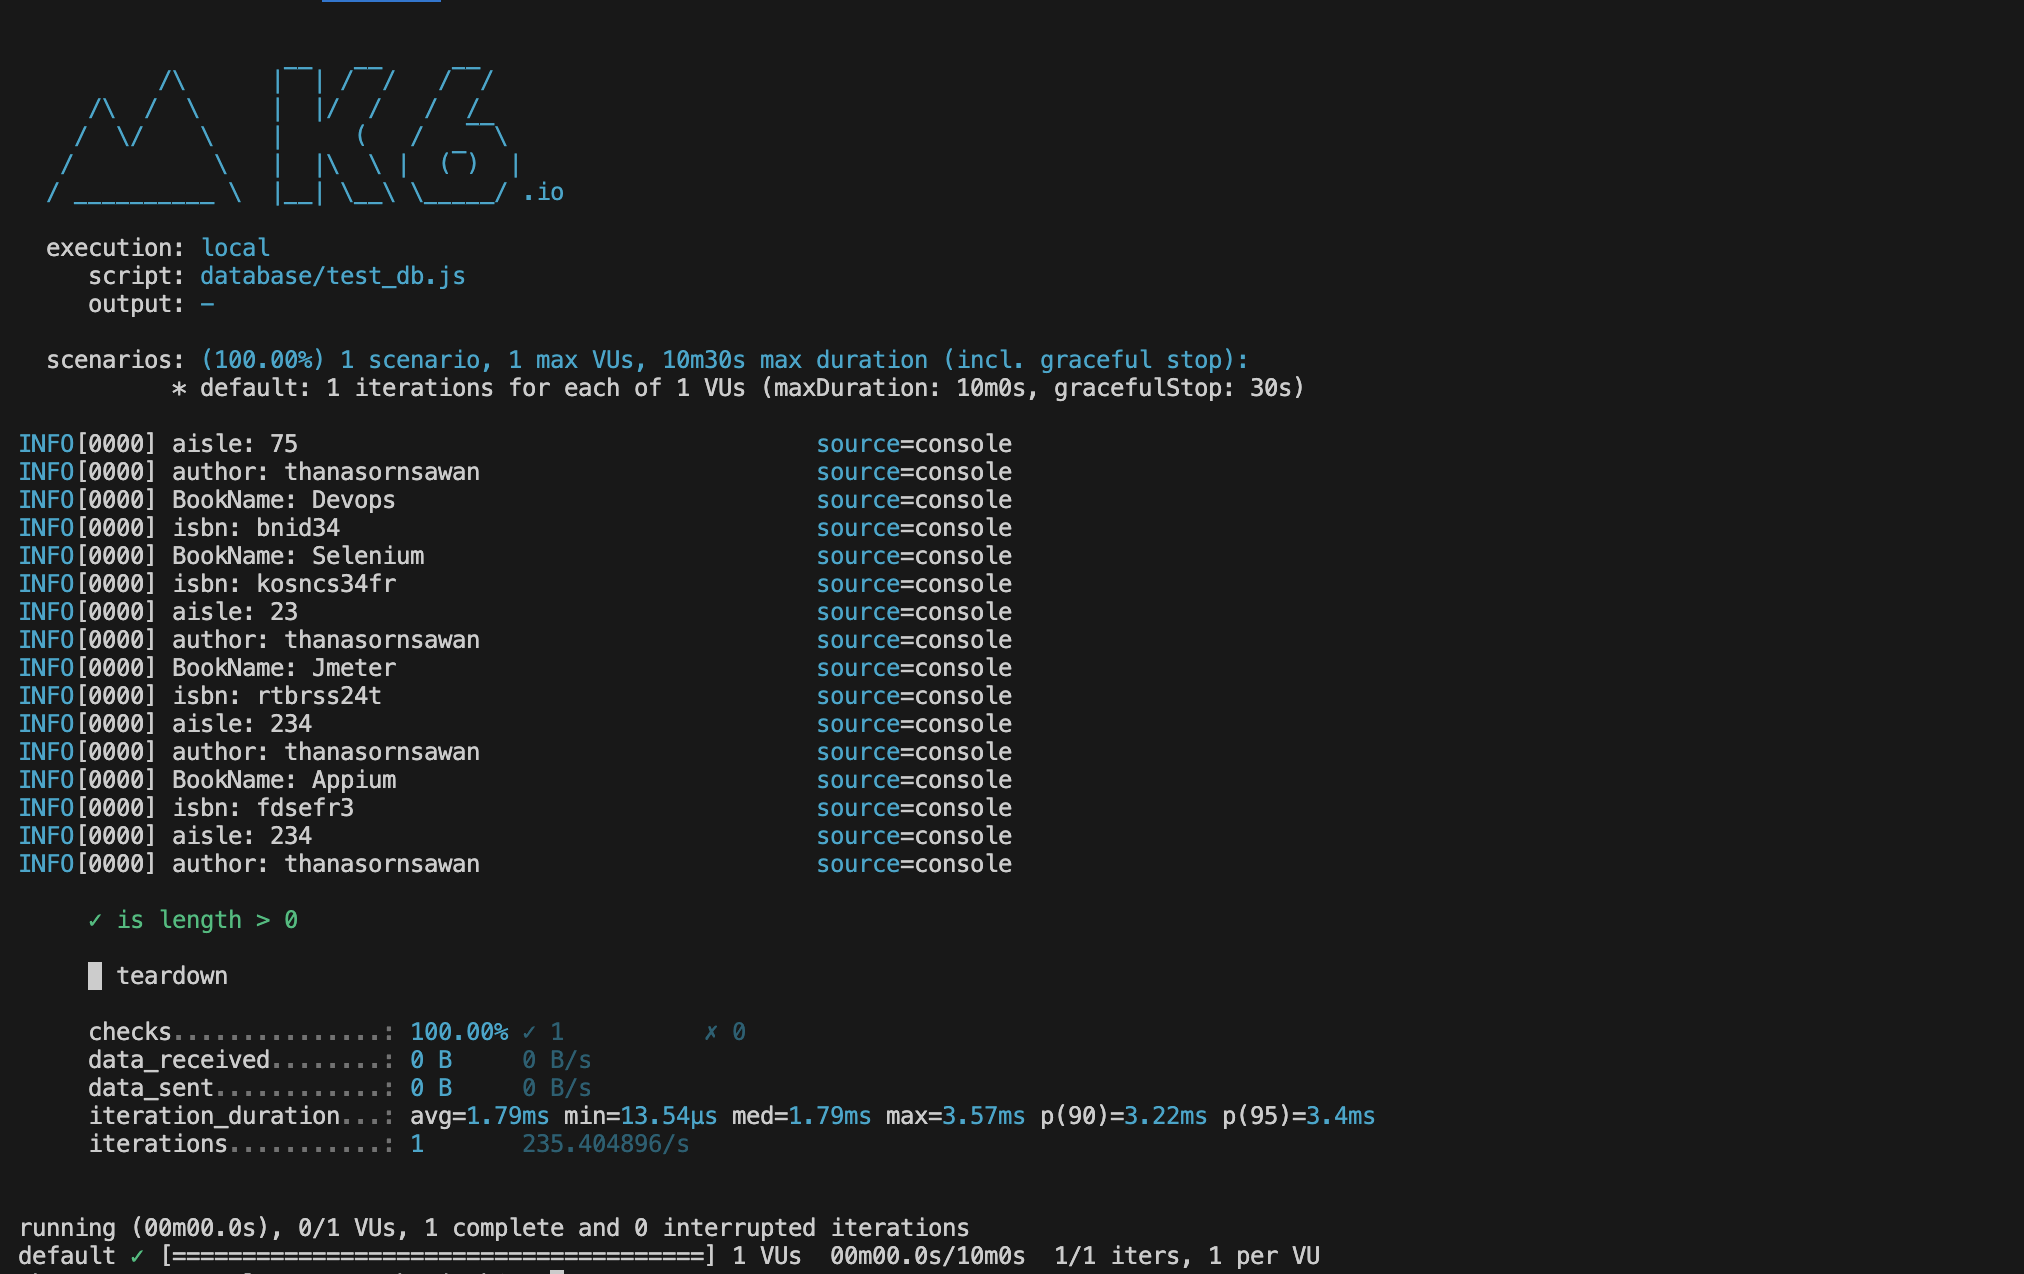 .io
execution: local
script: database/test_db.js
output: -
scenarios: (100.00%) 1 scenario, 1 max VUs, 10m30s max duration (incl. graceful stop):
* default: 1 iterations for each of 1 VUs (maxDuration: 10m0s, gracefulStop: 30s)
INFO[0000] aisle: 75 source=console
INFO[0000] author: thanasornsawan source=console
INFO[0000] BookName: Devops source=console
INFO[0000] isbn: bnid34 source=console
INFO[0000] BookName: Selenium source=console
INFO[0000] isbn: kosncs34fr source=console
INFO[0000] aisle: 23 source=console
INFO[0000] author: thanasornsawan source=console
INFO[0000] BookName: Jmeter source=console
INFO[0000] isbn: rtbrss24t source=console
INFO[0000] aisle: 234 source=console
INFO[0000] author: thanasornsawan source=console
INFO[0000] BookName: Appium source=console
INFO[0000] isbn: fdsefr3 source=console
INFO[0000] aisle: 234 source=console
INFO[0000] author: thanasornsawan source=console
✓ is length > 0
█ teardown
checks...............: 100.00% ✓ 1 ✗ 0
data_received........: 0 B 0 B/s
data_sent............: 0 B 0 B/s
iteration_duration...: avg=1.79ms min=13.54µs med=1.79ms max=3.57ms p(90)=3.22ms p(95)=3.4ms
iterations...........: 1 235.404896/s
running (00m00.0s), 0/1 VUs, 1 complete and 0 interrupted iterations
default ✓ [======================================] 1 VUs 00m00.0s/10m0s 1/1 iters, 1 per VU